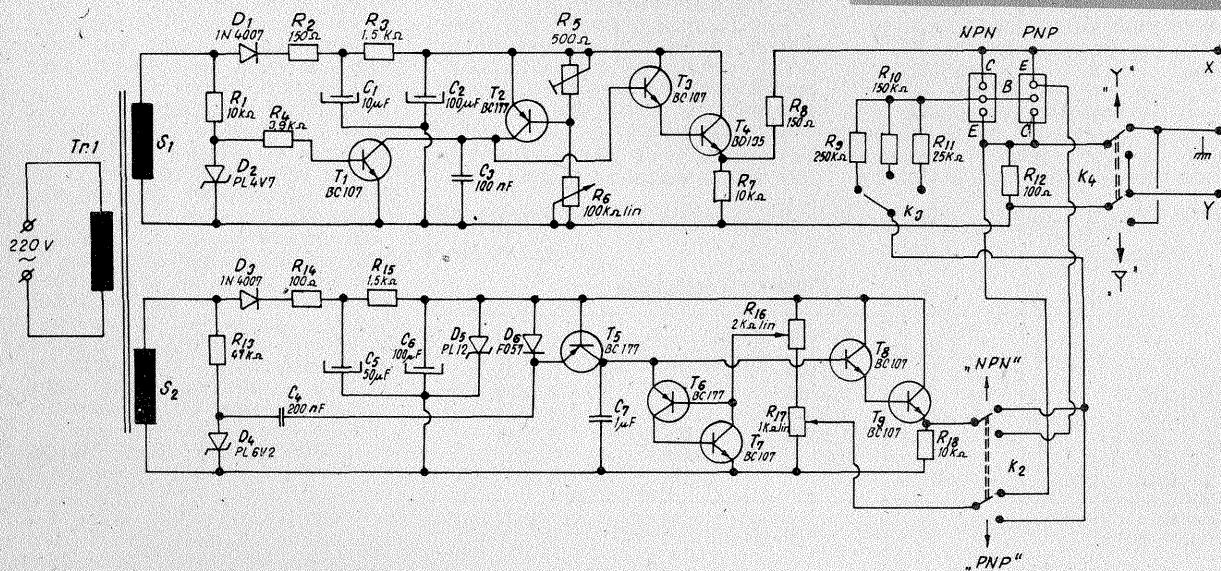 D1
1N4007
R2
150Ω
R3
1.5KΩ
R5
500Ω
NPN
PNP
C
E
B
E
C
X
"Y"
C1
10μF
C2
100μF
T2
BC177
T3
BC107
T4
BD135
R8
150Ω
R10
150KΩ
R9
250KΩ
R11
25KΩ
R1
10KΩ
R4
3.9KΩ
S1
Tr.1
D2
PL4V7
T1
BC107
C3
100nF
R6
100KΩ lin
R7
10KΩ
K3
R12
100Ω
K4
Y
"Y"
220V
~
D3
1N4007
R14
100Ω
R15
1,5KΩ
R13
47KΩ
C5
50μF
C6
100μF
D5
PL12
D6
F057
T5
BC177
R16
2KΩ lin
T8
BC107
S2
C4
200nF
D4
PL6V2
C7
1μF
T6
BC177
T7
BC107
R17
1KΩ lin
T9
BC107
R18
10KΩ
„NPN"
K2
„PNP"